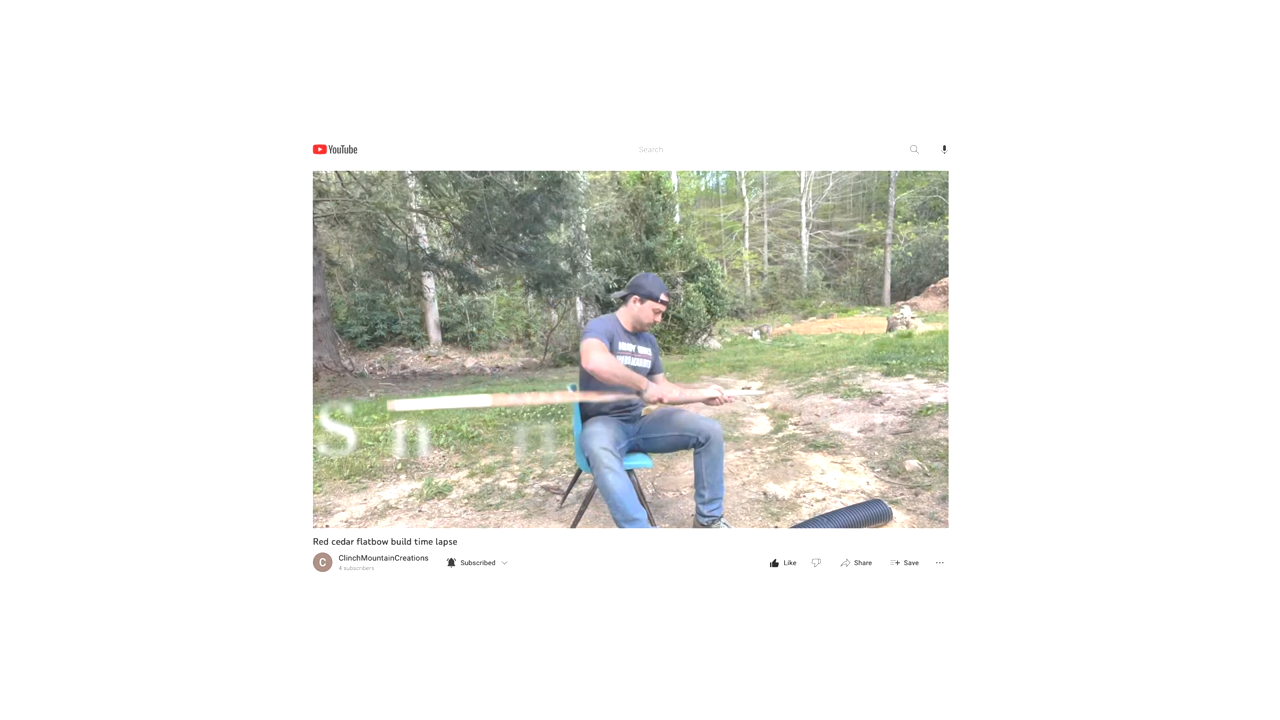 YouTube
Search
S n n
Red cedar flatbow build time lapse
C
ClinchMountainCreations
4 subscribers
Subscribed
Like
Share
Save